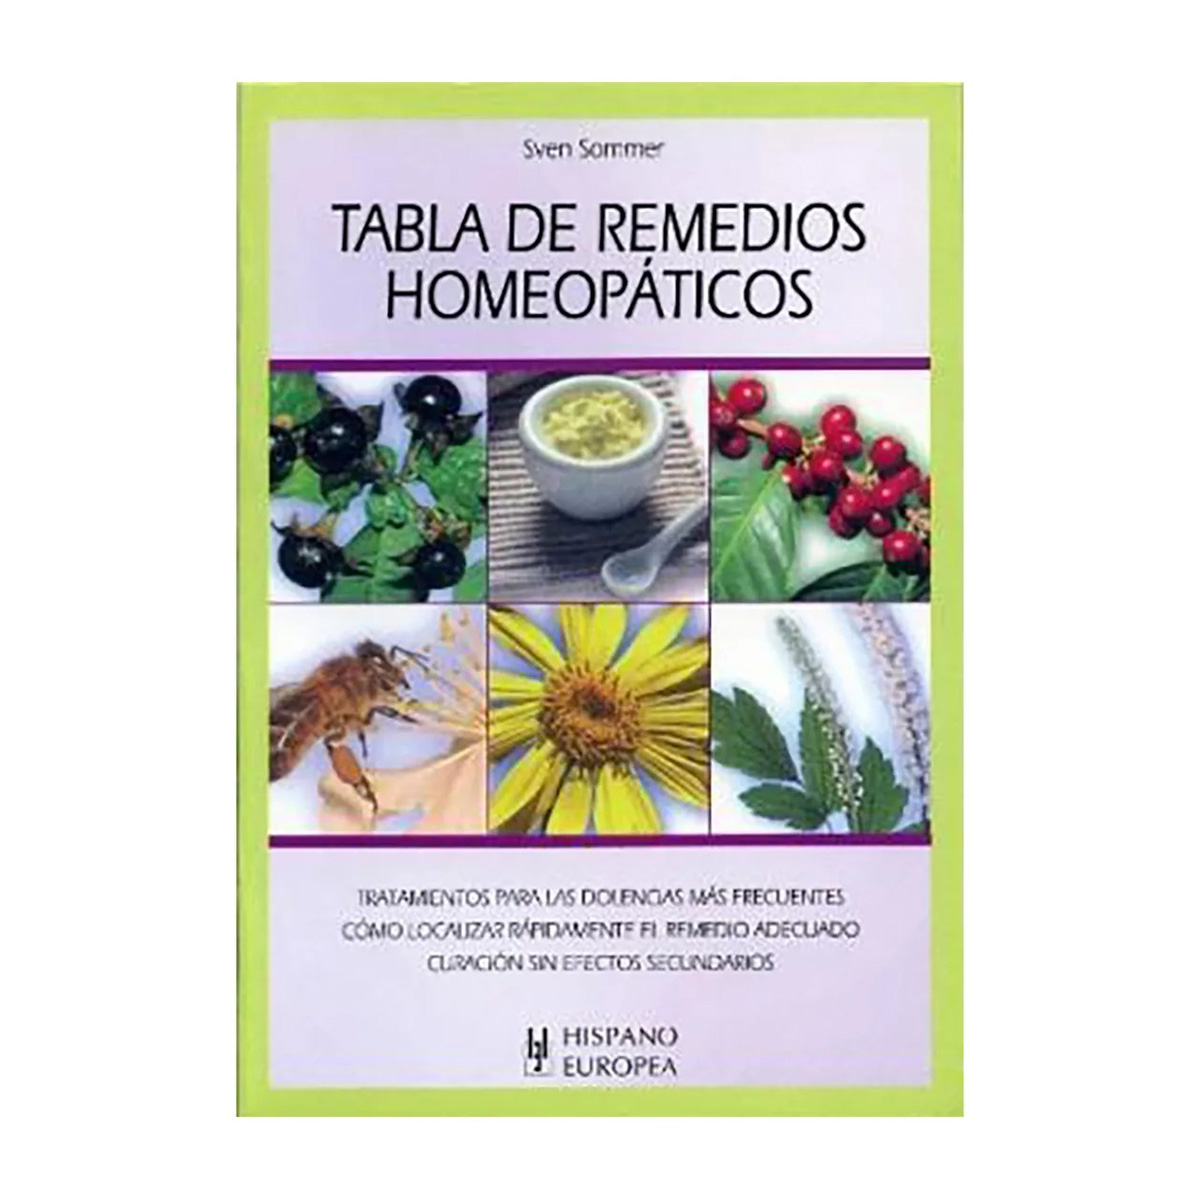 Sven Sommer
TABLA DE REMEDIOS
HOMEOPÁTICOS
TRATAMIENTOS PARA LAS DOLENCIAS MÁS FRECUENTES
CÓMO LOCALIZAR RÁPIDAMENTE EL REMEDIO ADECUADO
CURACIÓN SIN EFECTOS SECUNDARIOS
HISPANO
EUROPEA